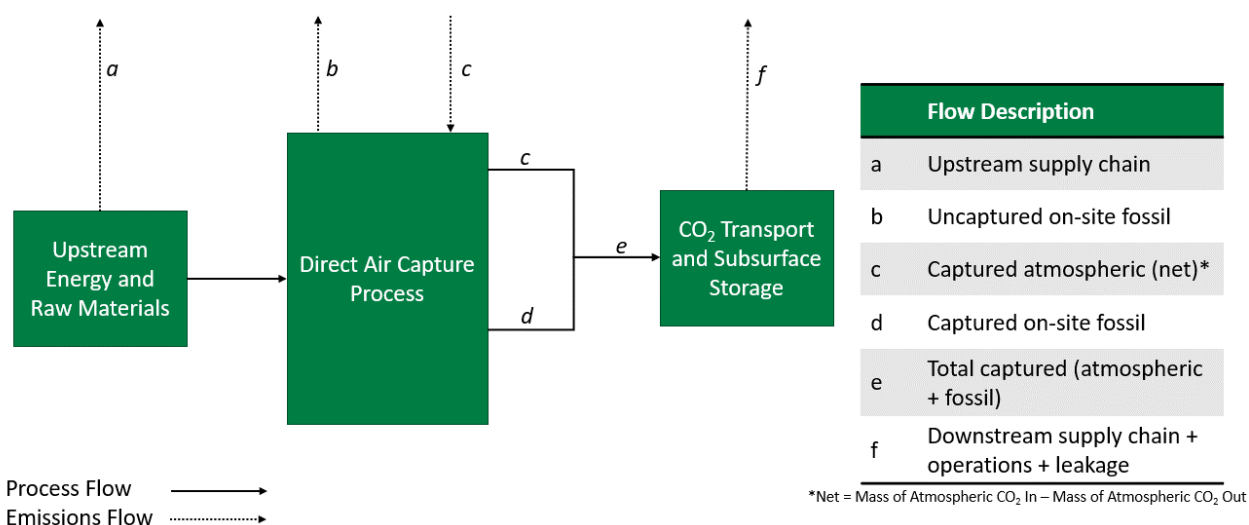 a
b
c
f
Upstream
Energy and
Raw Materials
Direct Air Capture
Process
c
d
e
CO₂ Transport
and Subsurface
Storage
Flow Description
a Upstream supply chain
b Uncaptured on-site fossil
c Captured atmospheric (net)*
d Captured on-site fossil
e Total captured (atmospheric
+ fossil)
f Downstream supply chain +
operations + leakage
*Net = Mass of Atmospheric CO₂ In – Mass of Atmospheric CO₂ Out
Process Flow
Emissions Flow